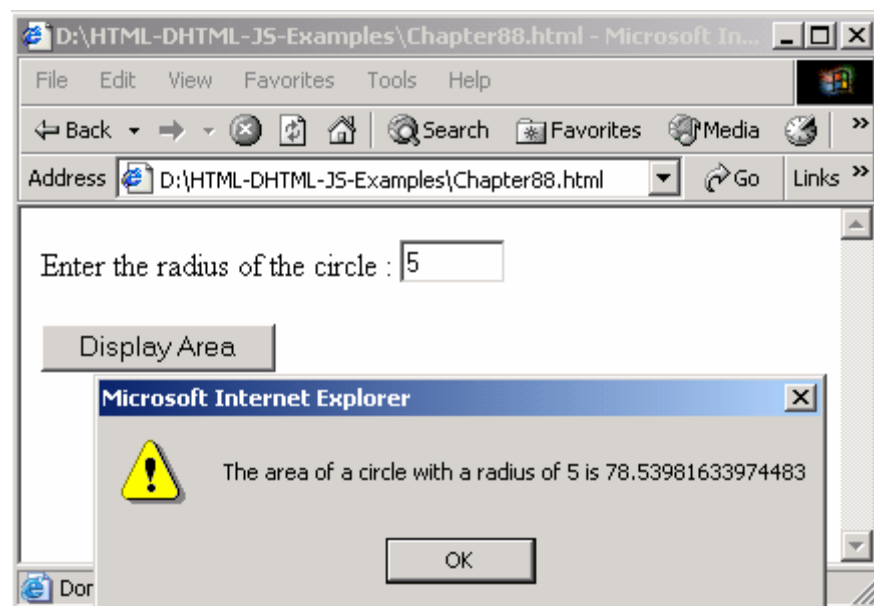 D:\HTML-DHTML-JS-Examples\Chapter88.html - Microsoft In...
File Edit View Favorites Tools Help
Back Search Favorites Media »
Address D:\HTML-DHTML-JS-Examples\Chapter88.html Go Links »
Enter the radius of the circle : 5
Display Area
Microsoft Internet Explorer
The area of a circle with a radius of 5 is 78.53981633974483
OK
Dor